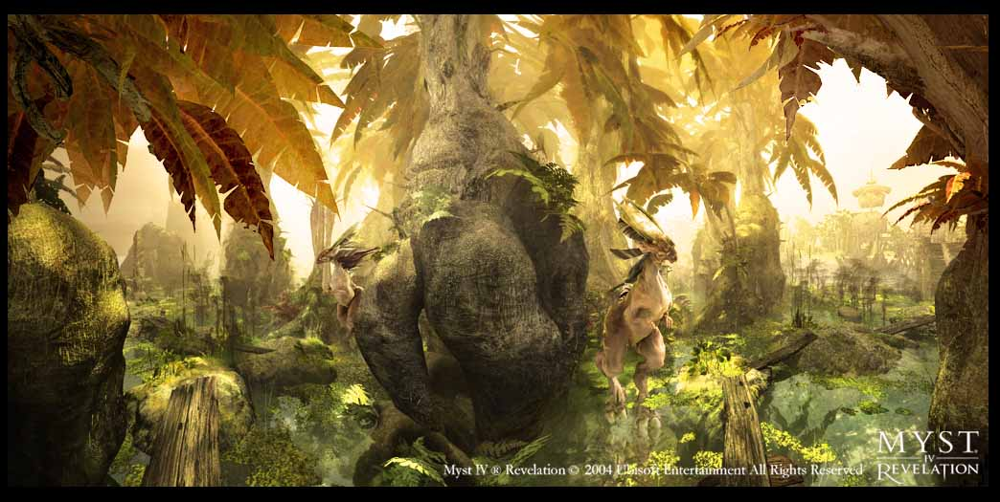 Myst IV ® Revelation © 2004 Ubisoft Entertainment All Rights Reserved
MYST
IV
REVELATION